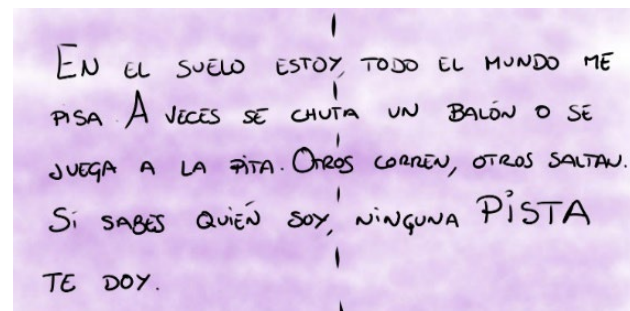 EN EL SUELO ESTOY, TODO EL MUNDO ME
PISA. A VECES SE CHUTA UN BALÓN O SE
JUEGA A LA PITA. OTROS CORREN, OTROS SALTAN.
SI SABES QUIÉN SOY, NINGUNA PISTA
TE DOY.